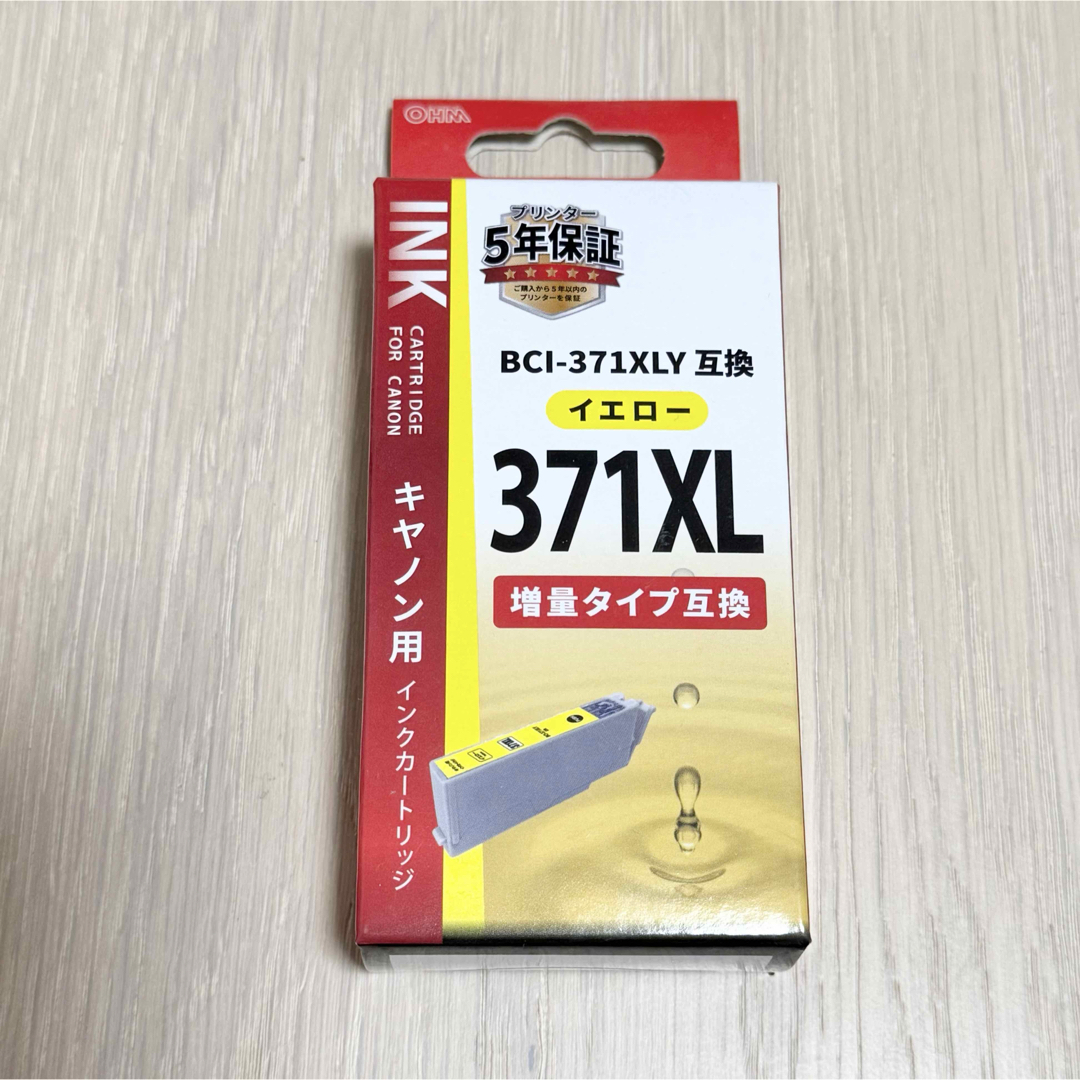 OHM
INK
CARTRIDGE
FOR CANON
キヤノン用 インクカートリッジ
プリンター
5年保証
ご購入から5年以内の
プリンターを保証
BCI-371XLY 互換
イエロー
371XL
増量タイプ互換